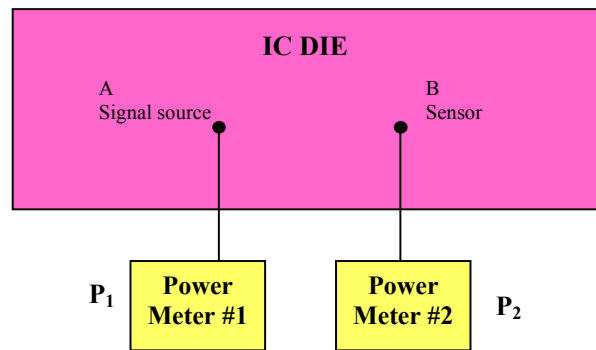 IC DIE
A
Signal source
B
Sensor
P1
Power
Meter #1
Power
Meter #2
P2